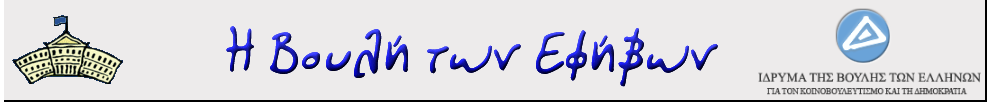 Η Βουλή των Εφήβων
ΙΔΡΥΜΑ ΤΗΣ ΒΟΥΛΗΣ ΤΩΝ ΕΛΛΗΝΩΝ
ΓΙΑ ΤΟΝ ΚΟΙΝΟΒΟΥΛΕΥΤΙΣΜΟ ΚΑΙ ΤΗ ΔΗΜΟΚΡΑΤΙΑ